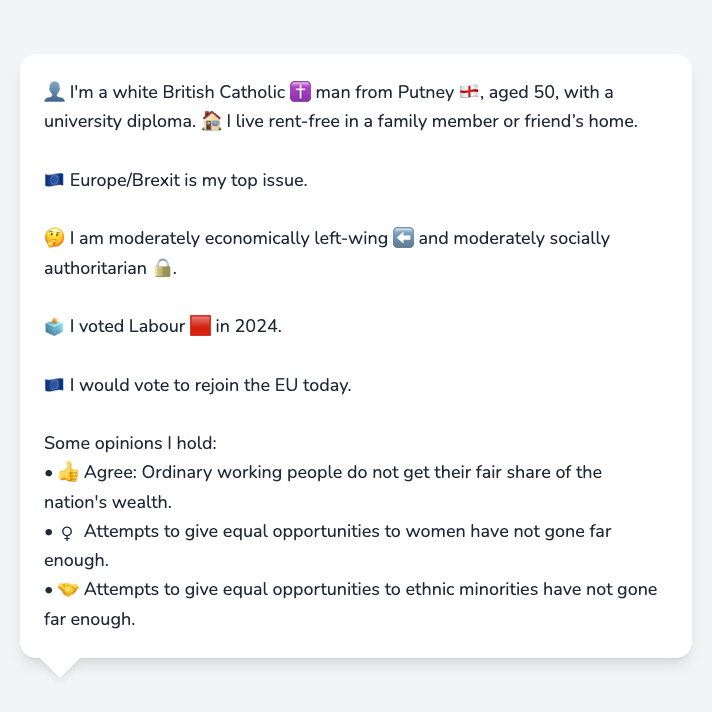 👤 I'm a white British Catholic ✝️ man from Putney 🏴󠁧󠁢󠁥󠁮󠁧󠁿, aged 50, with a
university diploma. 🏠 I live rent-free in a family member or friend’s home.
🇪🇺 Europe/Brexit is my top issue.
🤔 I am moderately economically left-wing ⬅️ and moderately socially
authoritarian 🔒.
🗳️ I voted Labour 🟥 in 2024.
🇪🇺 I would vote to rejoin the EU today.
Some opinions I hold:
• 👍 Agree: Ordinary working people do not get their fair share of the
nation's wealth.
• ♀ Attempts to give equal opportunities to women have not gone far
enough.
• 🤝 Attempts to give equal opportunities to ethnic minorities have not gone
far enough.